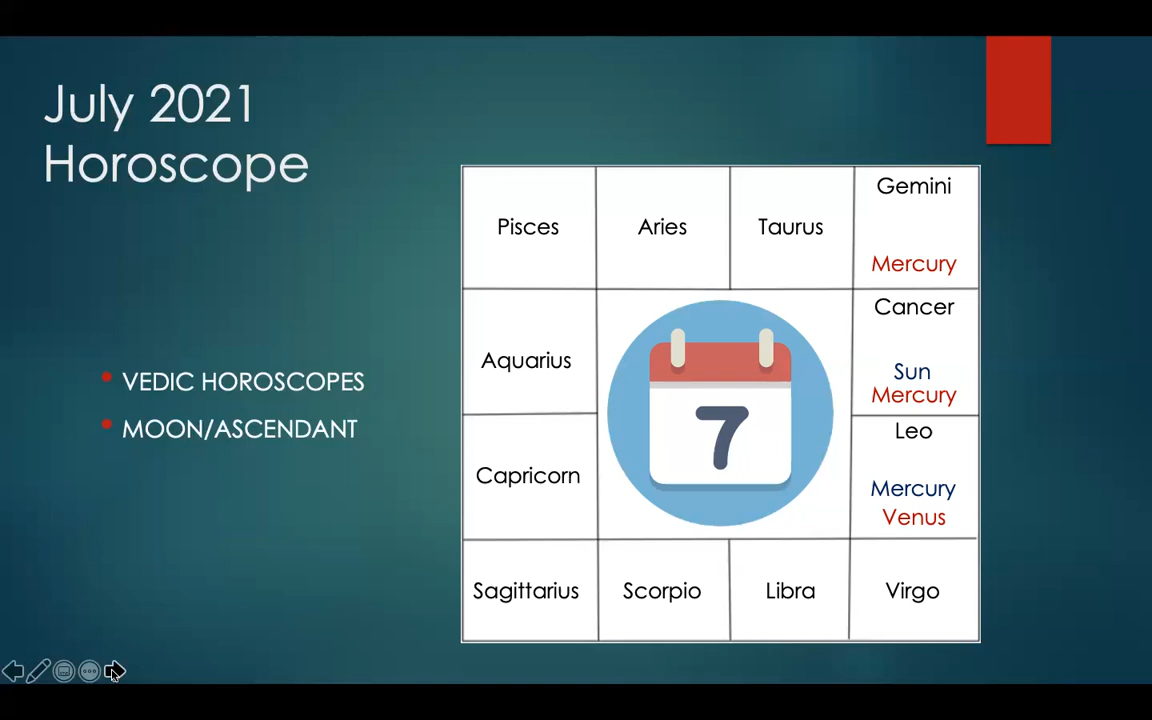 July 2021
Horoscope
VEDIC HOROSCOPES
MOON/ASCENDANT
Pisces
Aries
Taurus
Gemini
Mercury
Aquarius
7
Cancer
Sun
Mercury
Capricorn
Leo
Mercury
Venus
Sagittarius
Scorpio
Libra
Virgo